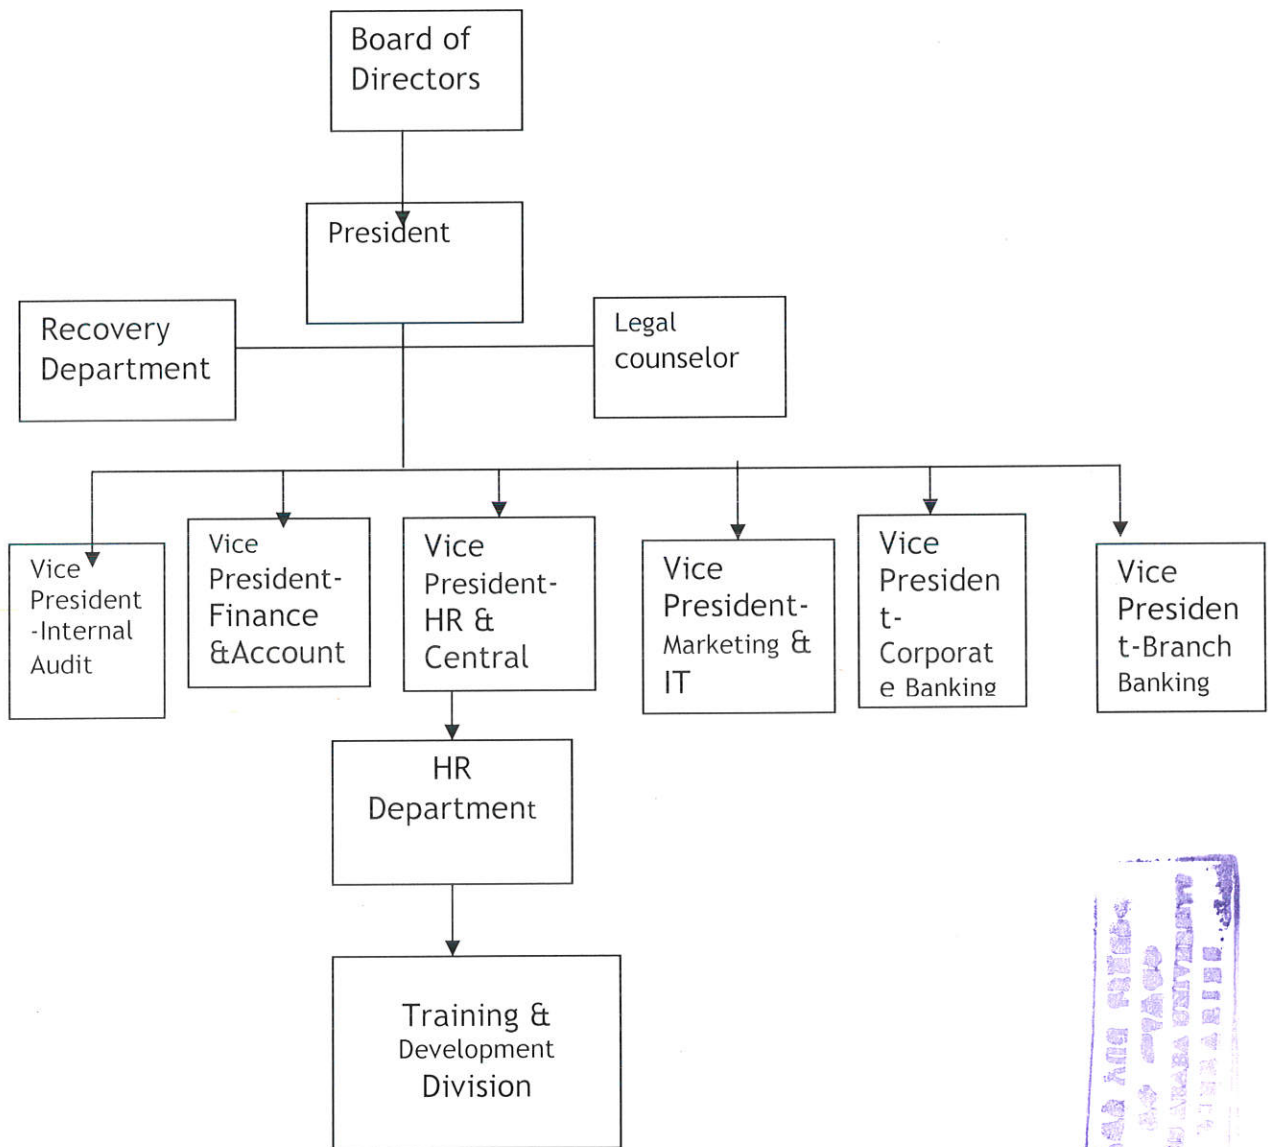 Board of
Directors
President
Recovery
Department
Legal
counselor
Vice
President
-Internal
Audit
Vice
President-
Finance
&Account
Vice
President-
HR &
Central
Vice
President-
Marketing &
IT
Vice
Presiden
t-
Corporat
e Banking
Vice
Presiden
t-Branch
Banking
HR
Department
Training &
Development
Division